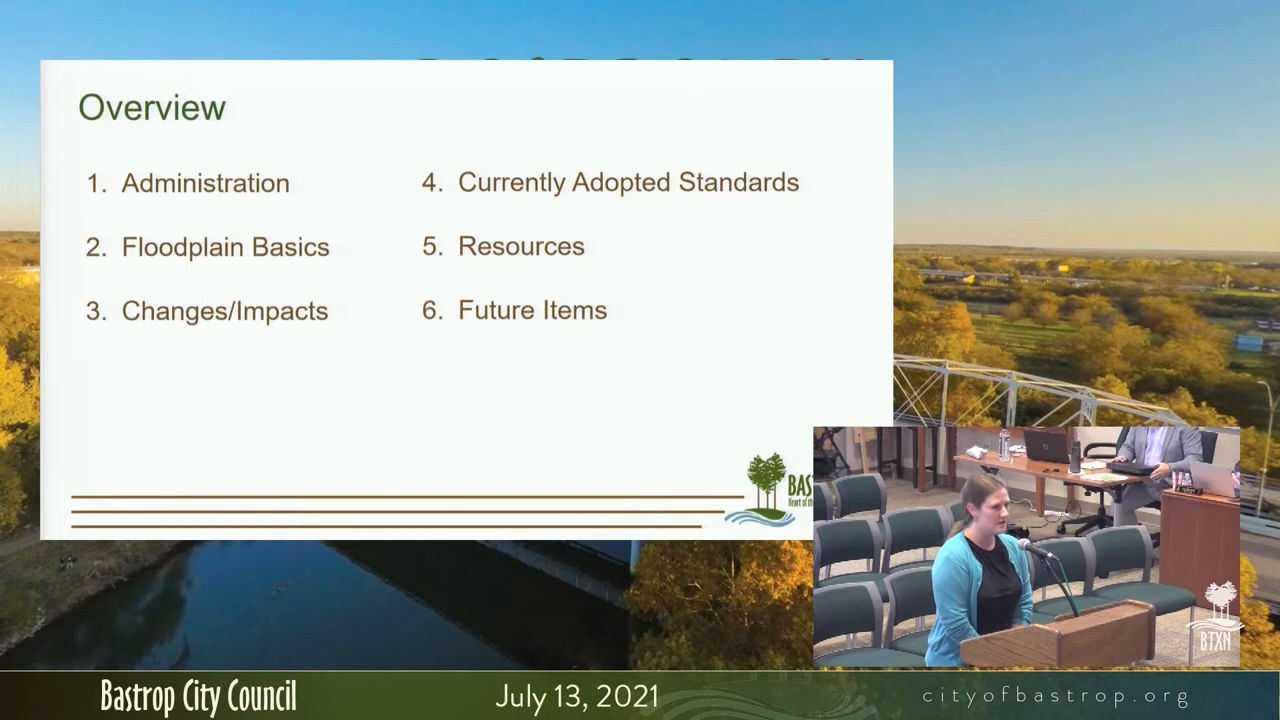 Overview
1. Administration
2. Floodplain Basics
3. Changes/Impacts
4. Currently Adopted Standards
5. Resources
6. Future Items
BTXN
Bastrop City Council
July 13, 2021
cityofbastrop.org